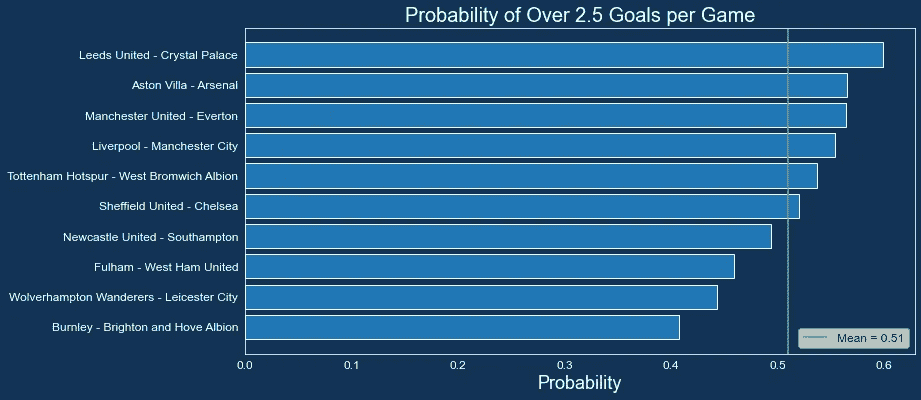 Probability of Over 2.5 Goals per Game
Leeds United - Crystal Palace
Aston Villa - Arsenal
Manchester United - Everton
Liverpool - Manchester City
Tottenham Hotspur - West Bromwich Albion
Sheffield United - Chelsea
Newcastle United - Southampton
Fulham - West Ham United
Wolverhampton Wanderers - Leicester City
Burnley - Brighton and Hove Albion
Mean = 0.51
0.0 0.1 0.2 0.3 0.4 0.5 0.6
Probability